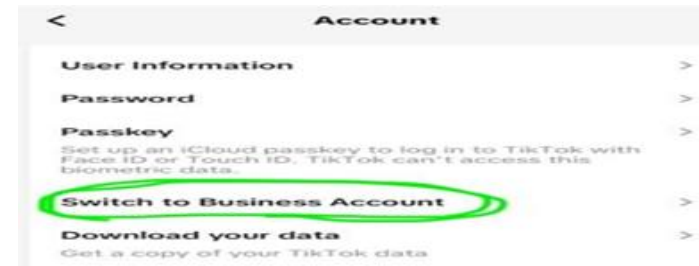 Account
User Information
Password
Passkey
Set up an iCloud passkey to log in to TikTok with
Face ID or Touch ID. TikTok can't access this
biometric data.
Switch to Business Account
Download your data
Get a copy of your TikTok data